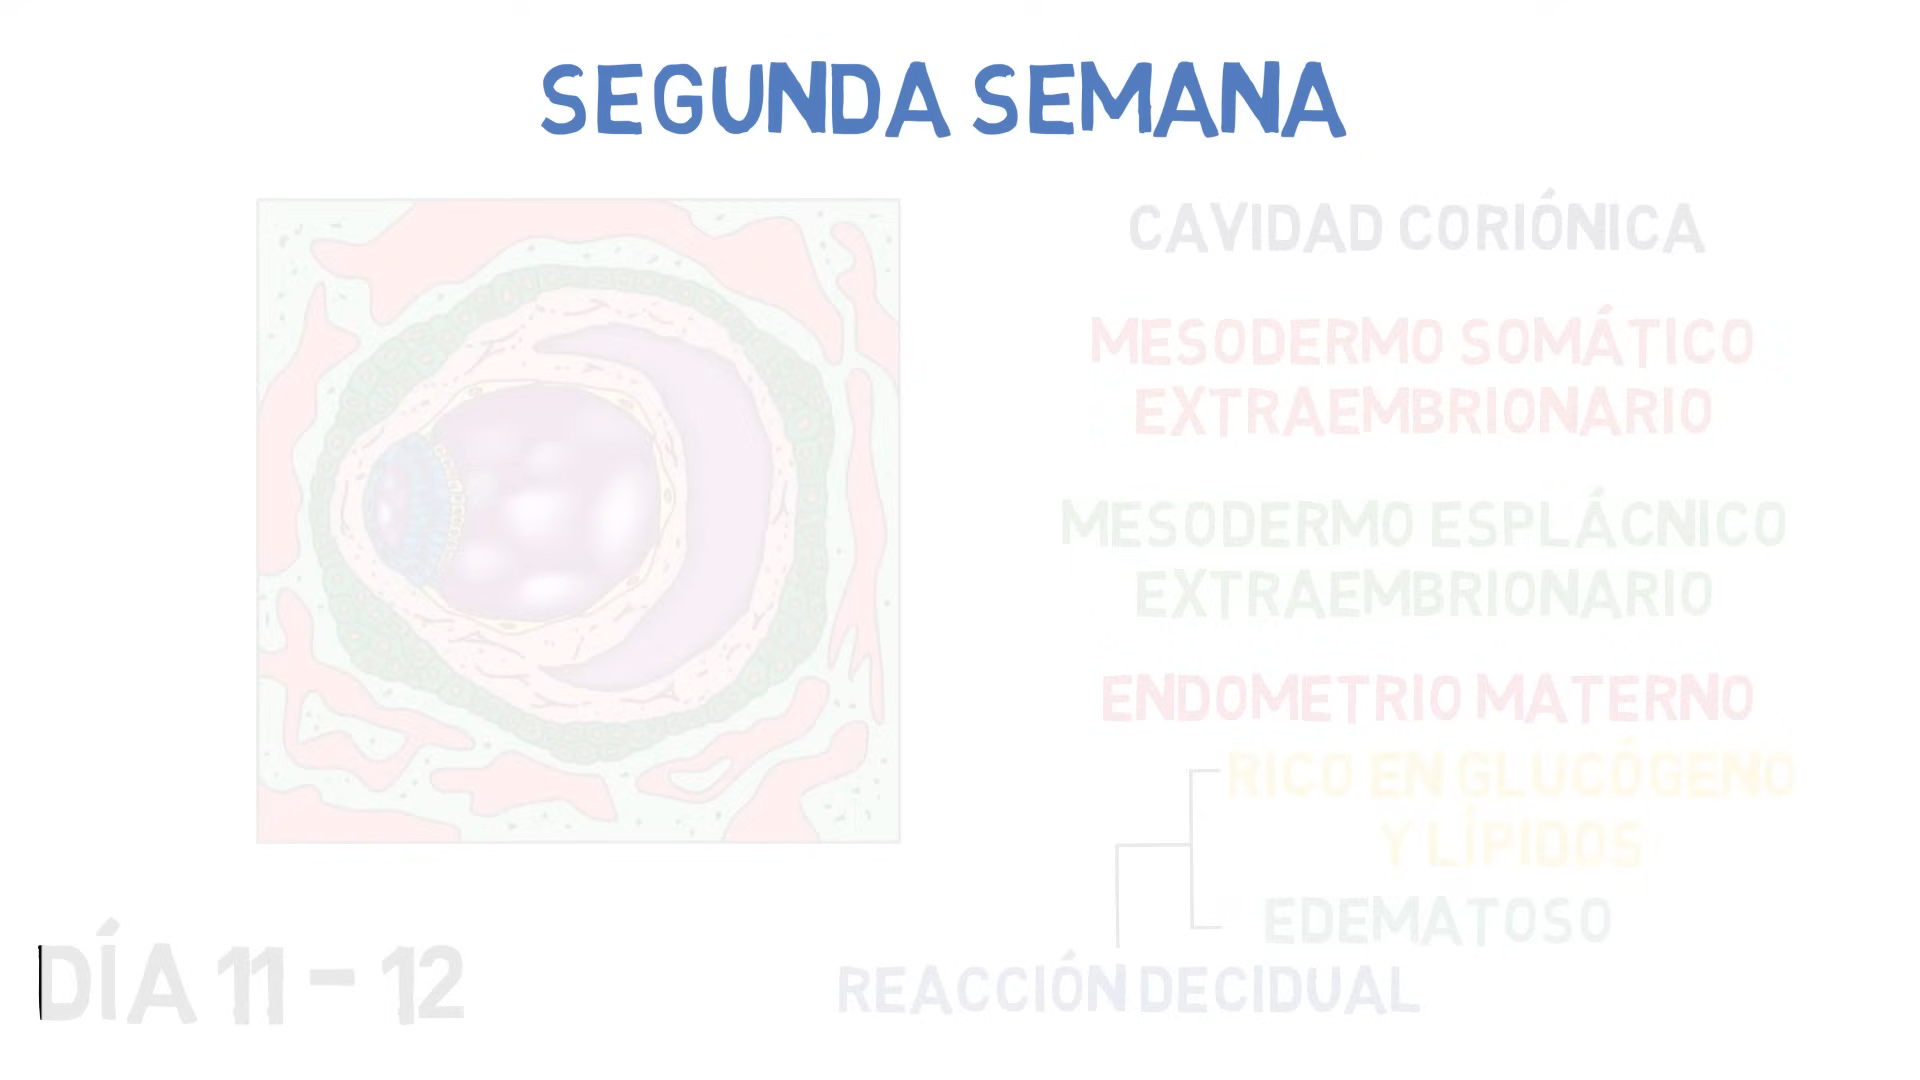 SEGUNDA SEMANA
CAVIDAD CORIÓNICA
MESODERMO SOMÁTICO
EXTRAEMBRIONARIO
MESODERMO ESPLÁCNICO
EXTRAEMBRIONARIO
ENDOMETRIO MATERNO
RICO EN GLUCÓGENO
Y LÍPIDOS
EDEMATOSO
REACCIÓN DECIDUAL
DÍA 11 - 12